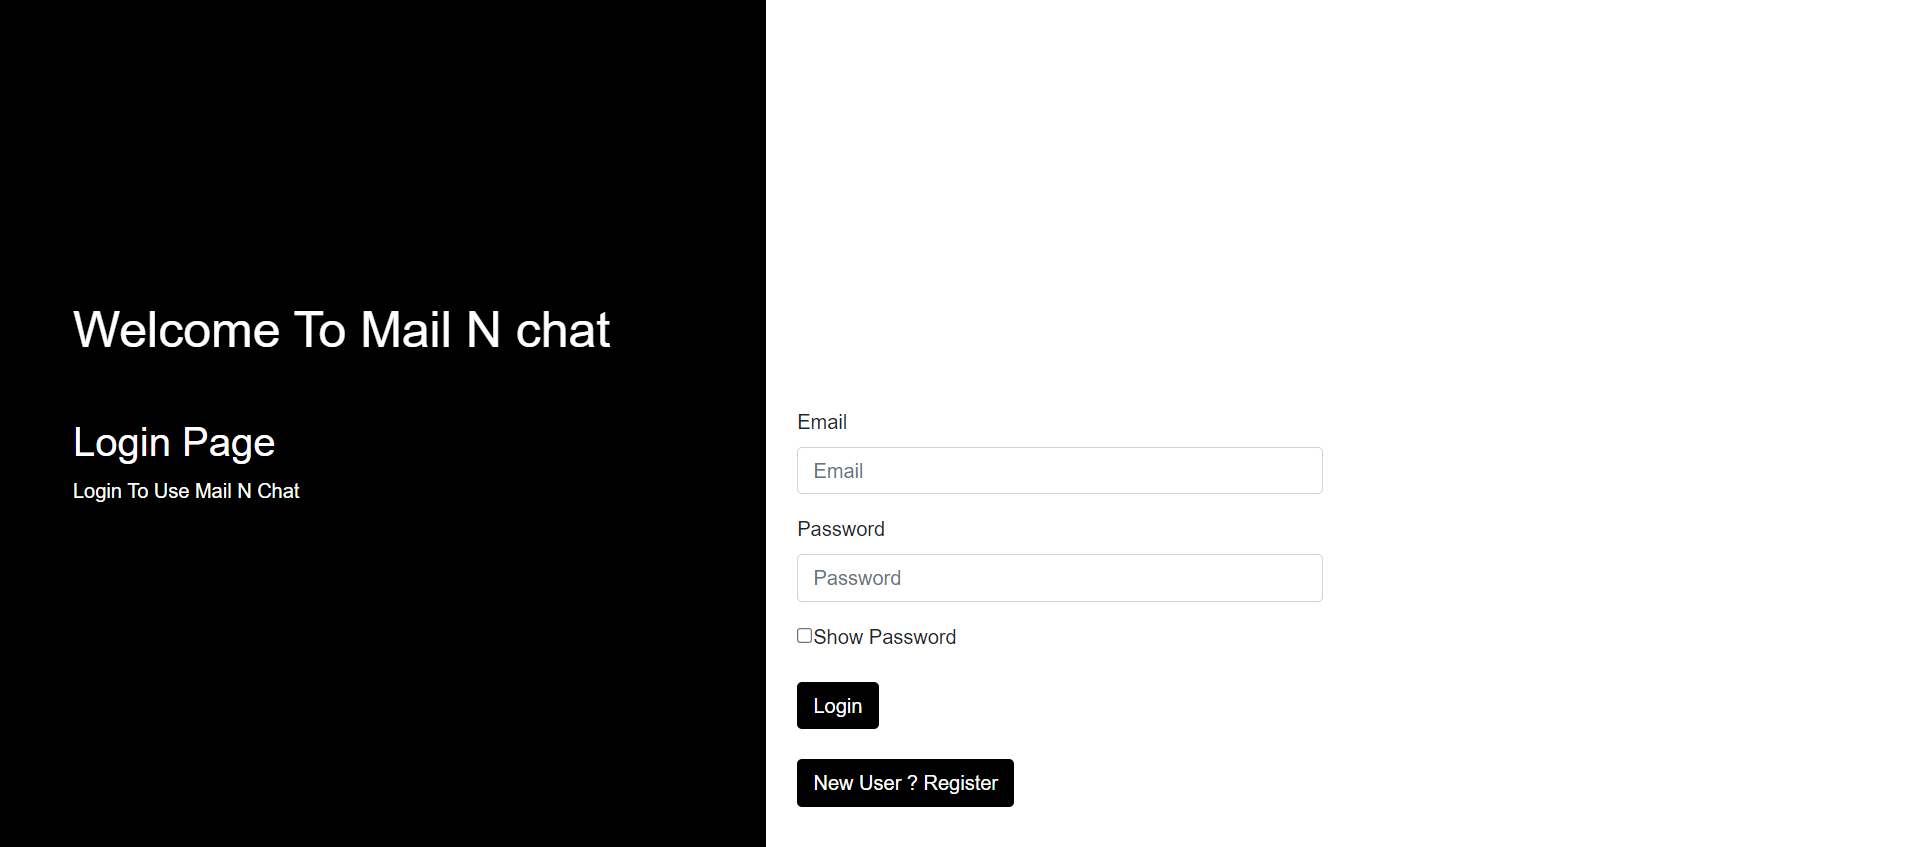 Welcome To Mail N chat
Login Page
Login To Use Mail N Chat
Email
Email
Password
Password
Show Password
Login
New User ? Register